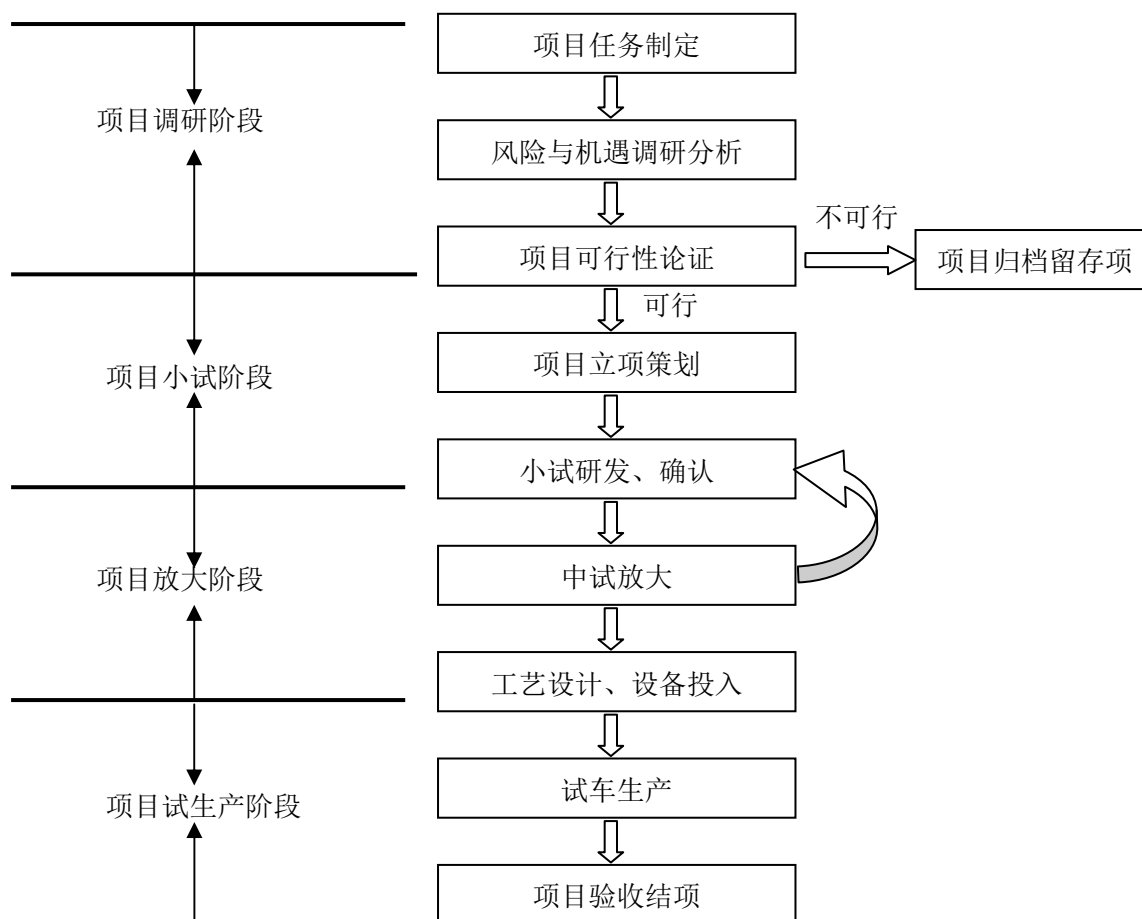 项目任务制定
项目调研阶段
风险与机遇调研分析
不可行
项目可行性论证
项目归档留存项
可行
项目立项策划
项目小试阶段
小试研发、确认
项目放大阶段
中试放大
工艺设计、设备投入
试车生产
项目试生产阶段
项目验收结项